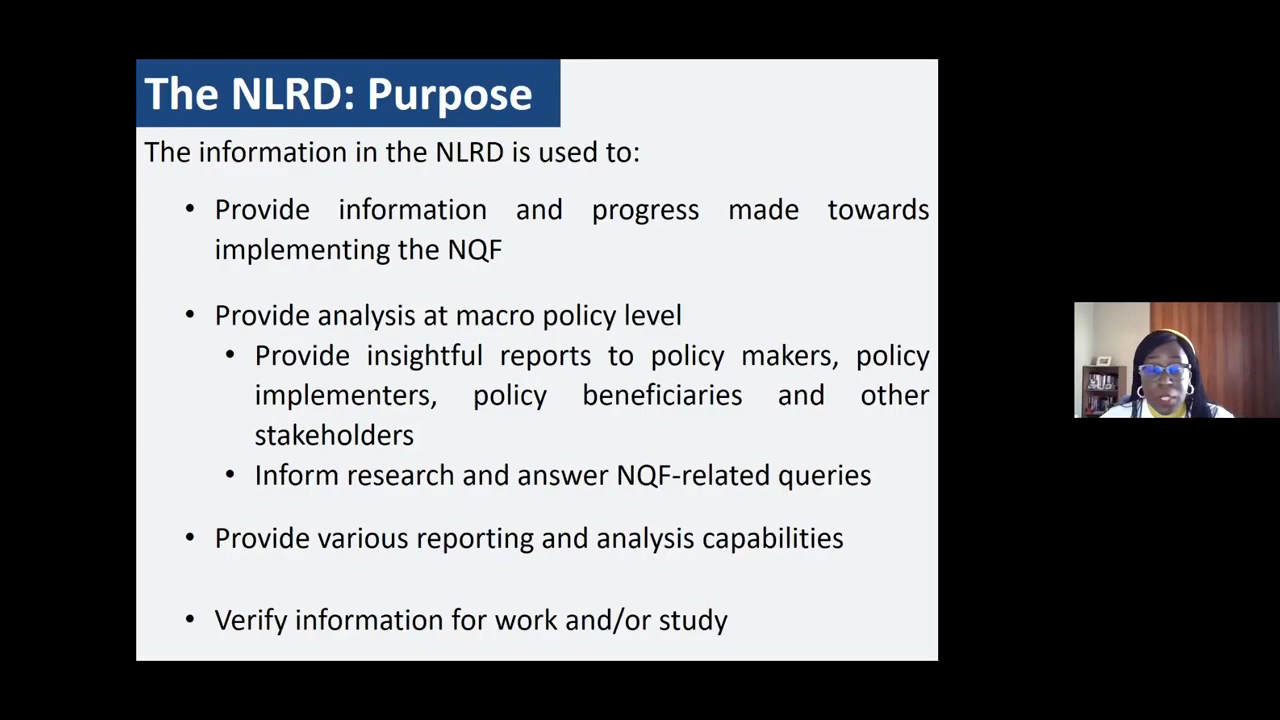 The NLRD: Purpose
The information in the NLRD is used to:
• Provide information and progress made towards
implementing the NQF
• Provide analysis at macro policy level
• Provide insightful reports to policy makers, policy
implementers, policy beneficiaries and other
stakeholders
• Inform research and answer NQF-related queries
• Provide various reporting and analysis capabilities
• Verify information for work and/or study